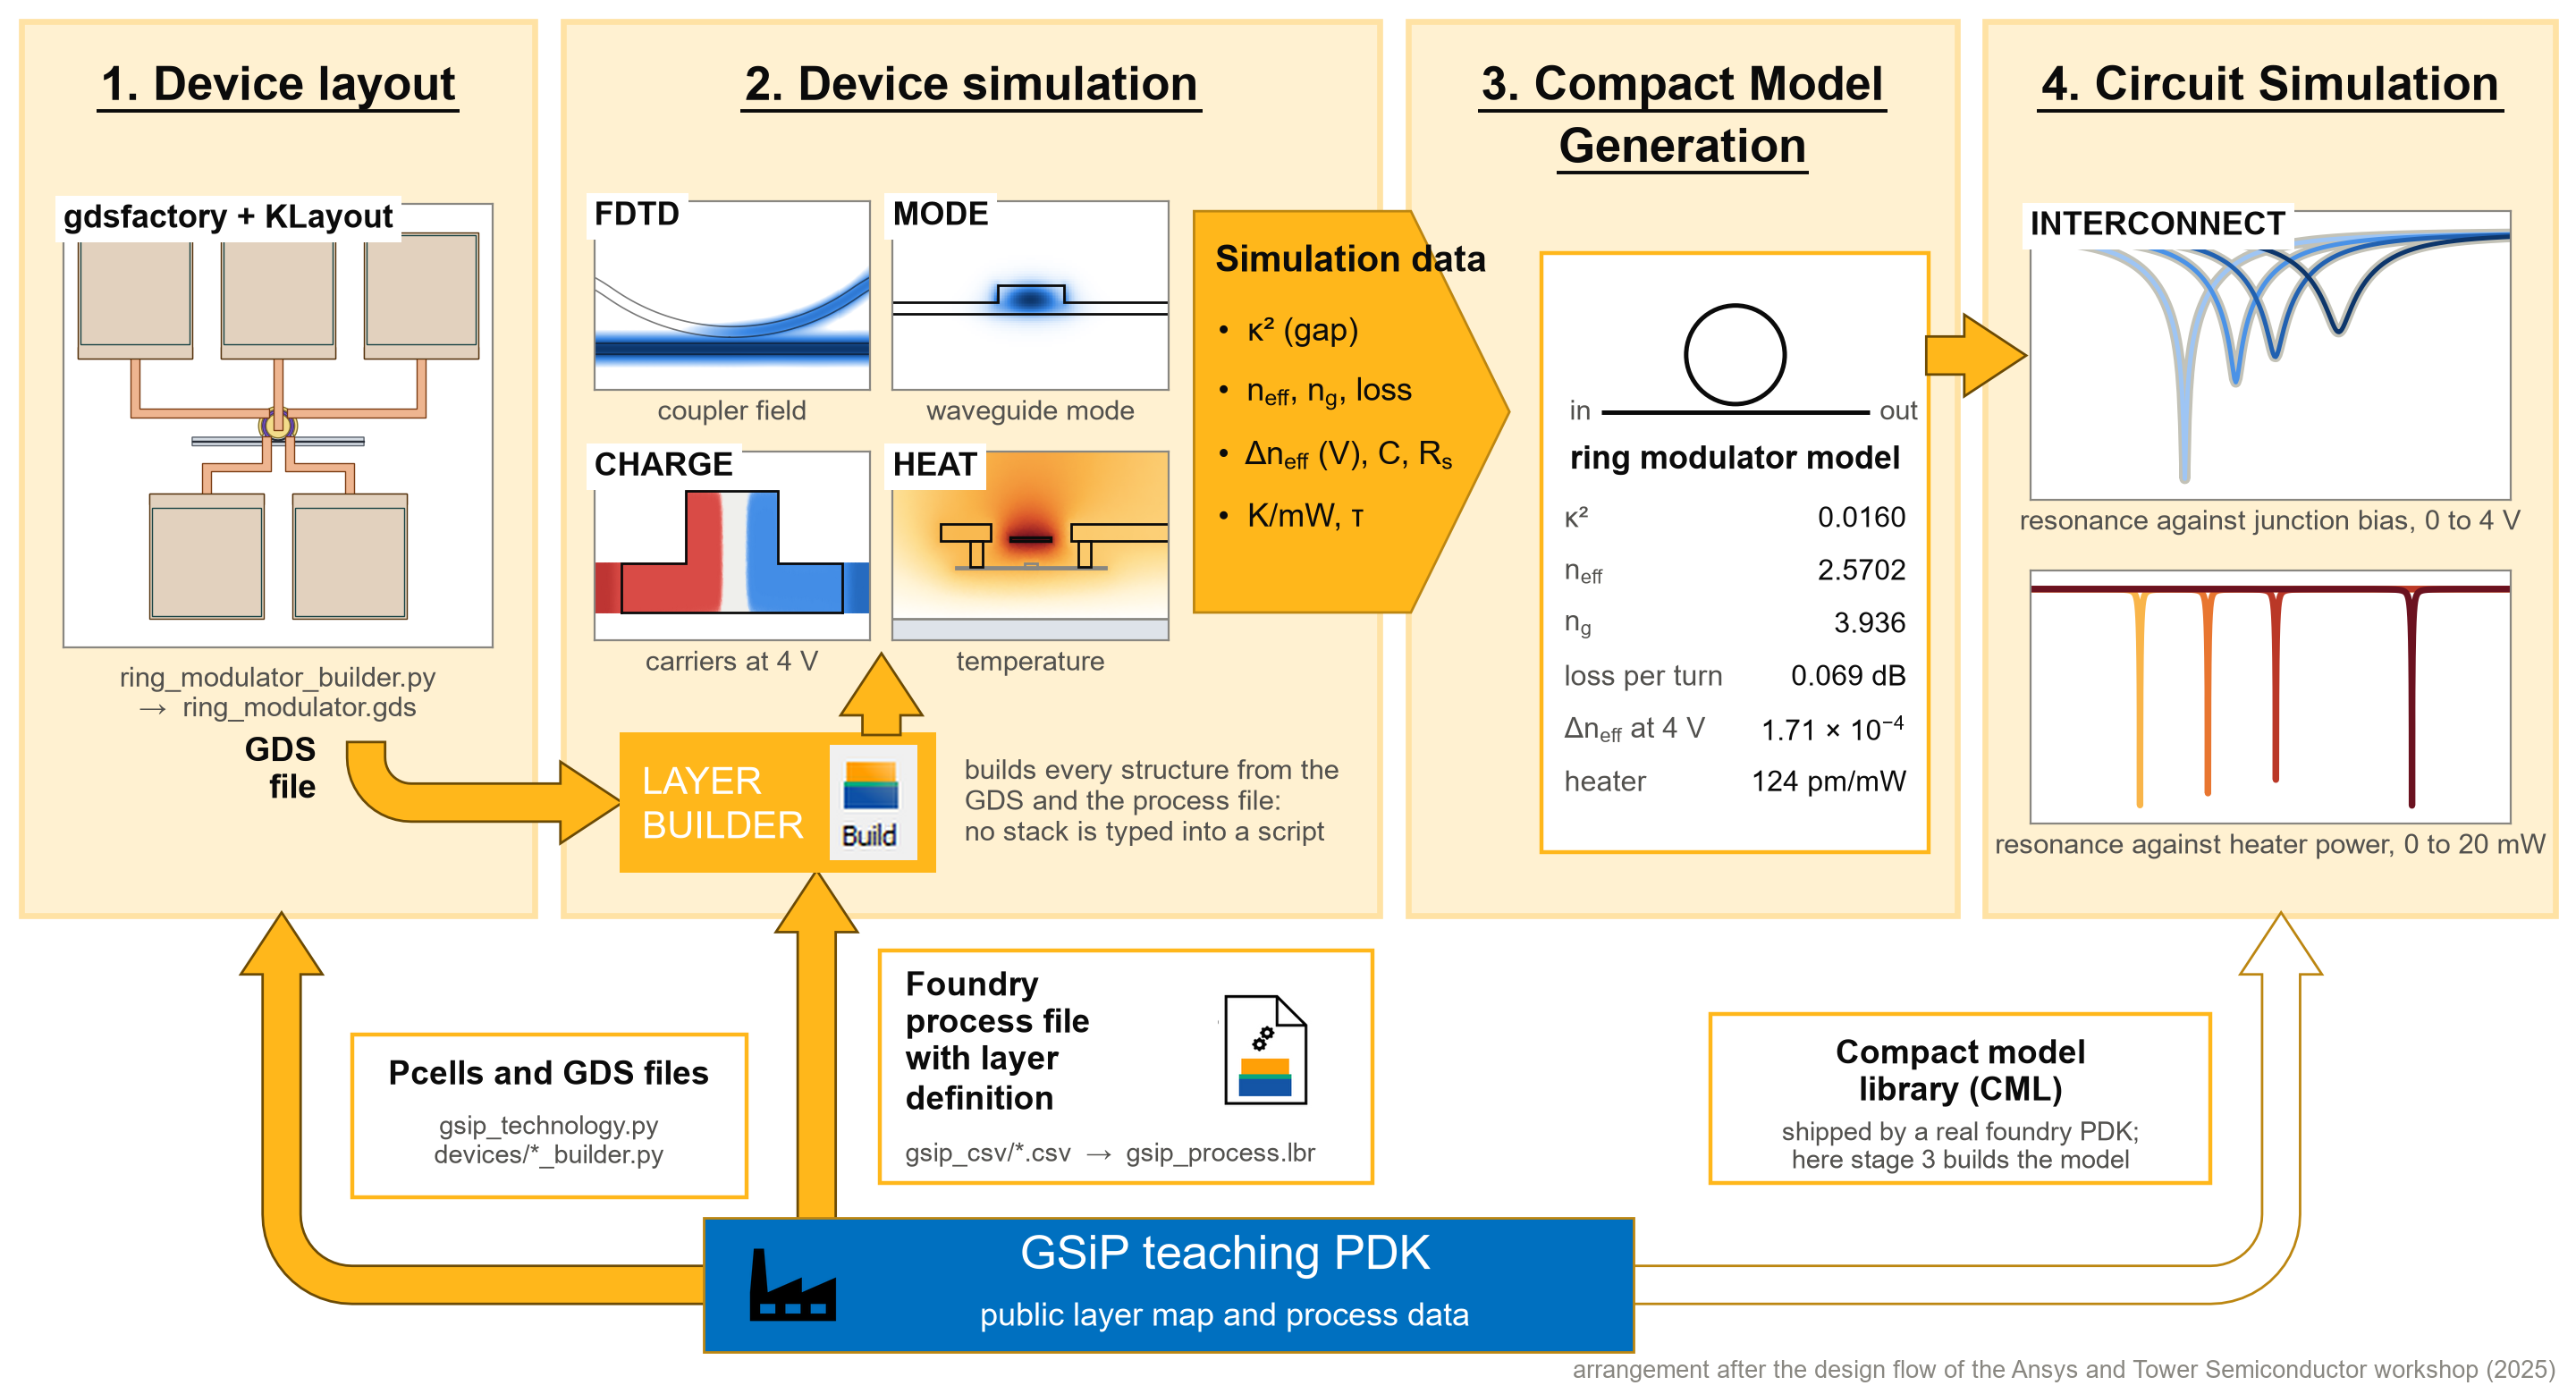 1. Device layout
gdsfactory + KLayout
ring_modulator_builder.py
→ ring_modulator.gds
GDS
file
2. Device simulation
FDTD
coupler field
MODE
waveguide mode
CHARGE
carriers at 4 V
HEAT
temperature
Simulation data
• κ² (gap)
• neff, ng, loss
• Δneff (V), C, Rs
• K/mW, τ
LAYER
BUILDER
Build
builds every structure from the
GDS and the process file:
no stack is typed into a script
3. Compact Model
Generation
in out
ring modulator model
κ² 0.0160
neff 2.5702
ng 3.936
loss per turn 0.069 dB
Δneff at 4 V 1.71 × 10⁻⁴
heater 124 pm/mW
4. Circuit Simulation
INTERCONNECT
resonance against junction bias, 0 to 4 V
resonance against heater power, 0 to 20 mW
Pcells and GDS files
gsip_technology.py
devices/*_builder.py
Foundry
process file
with layer
definition
gsip_csv/*.csv → gsip_process.lbr
Compact model
library (CML)
shipped by a real foundry PDK;
here stage 3 builds the model
GSiP teaching PDK
public layer map and process data
arrangement after the design flow of the Ansys and Tower Semiconductor workshop (2025)